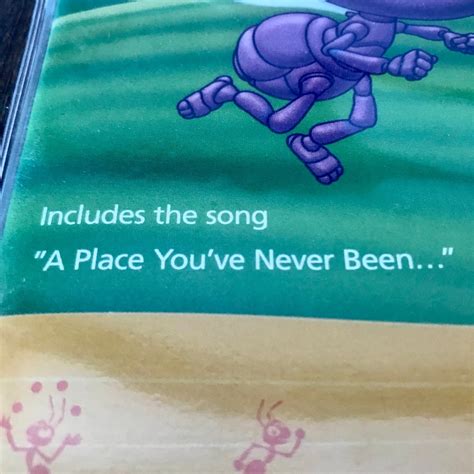 Includes the song
"A Place You've Never Been..."